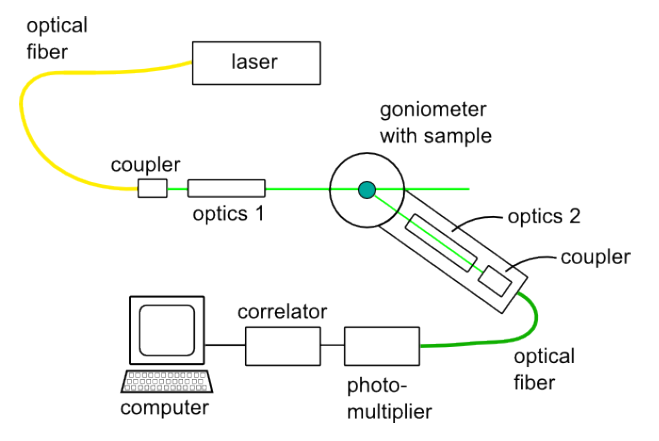 optical
fiber
laser
goniometer
with sample
coupler
optics 1
optics 2
coupler
correlator
optical
fiber
photo-
multiplier
computer